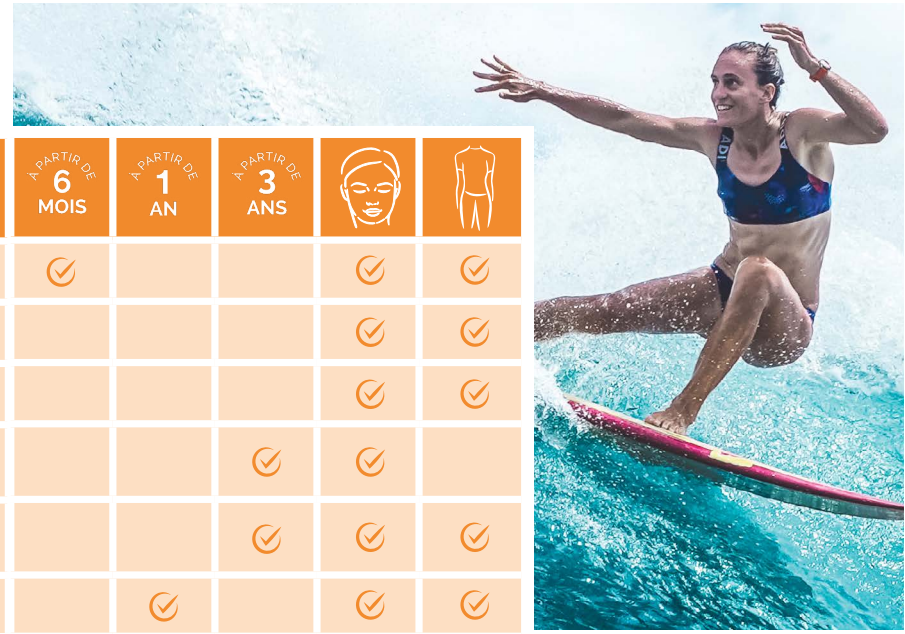 À PARTIR DE
6
MOIS
À PARTIR DE
1
AN
À PARTIR DE
3
ANS